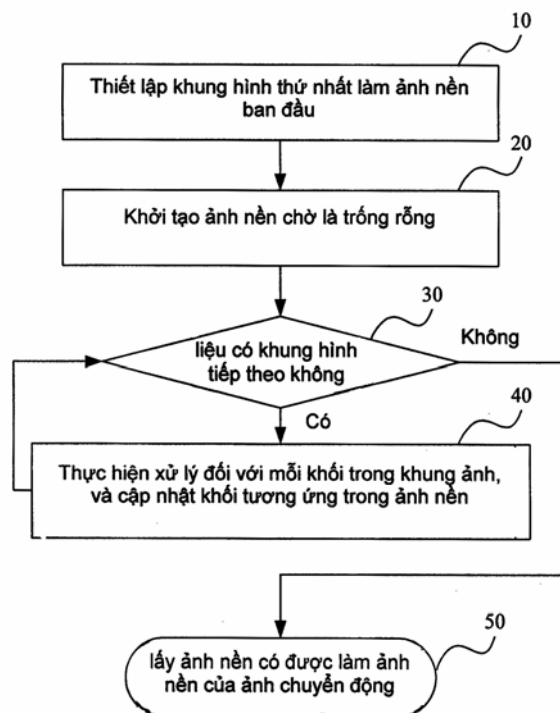 10
Thiết lập khung hình thứ nhất làm ảnh nền
ban đầu
20
Khởi tạo ảnh nền chờ là trống rỗng
30
Không
liệu có khung hình
tiếp theo không
Có
40
Thực hiện xử lý đối với mỗi khối trong khung ảnh,
và cập nhật khối tương ứng trong ảnh nền
50
lấy ảnh nền có được làm ảnh
nền của ảnh chuyển động